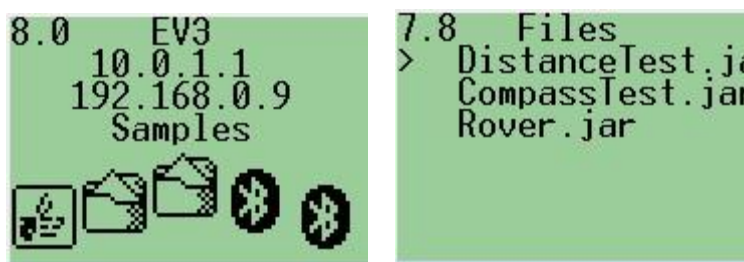 8.0 EV3
10.0.1.1
192.168.0.9
Samples
7.8 Files
> DistanceTest.ja
CompassTest.jar
Rover.jar